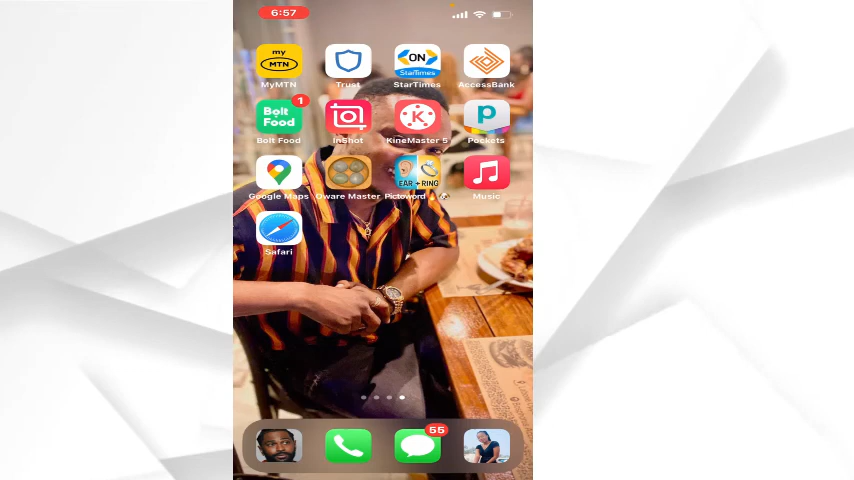 6:57
my
MTN
ON
StarTimes
MyMTN
Trust
StarTimes
AccessBank
Bolt
Food
1
K
P
Bolt Food
InShot
KineMaster 5
Pockets
EAR + RING
Google Maps
Oware Master
Pictoword
Music
Safari
55